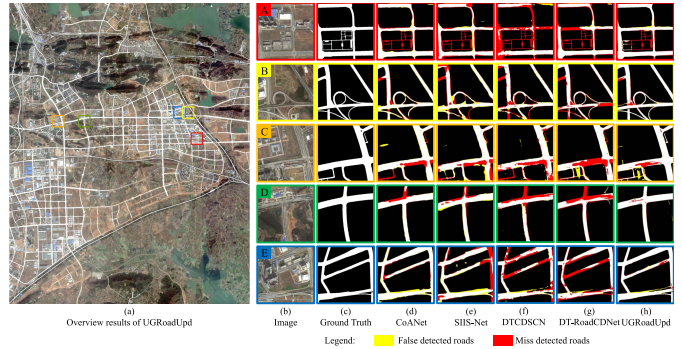 A
B
C
D
E
(a)
(b)
(c)
(d)
(e)
(f)
(g)
(h)
Overview results of UGRoadUpd
Image
Ground Truth
CoANet
SIIS-Net
DTCDSCN
DT-RoadCDNet
UGRoadUpd
Legend:
False detected roads
Miss detected roads